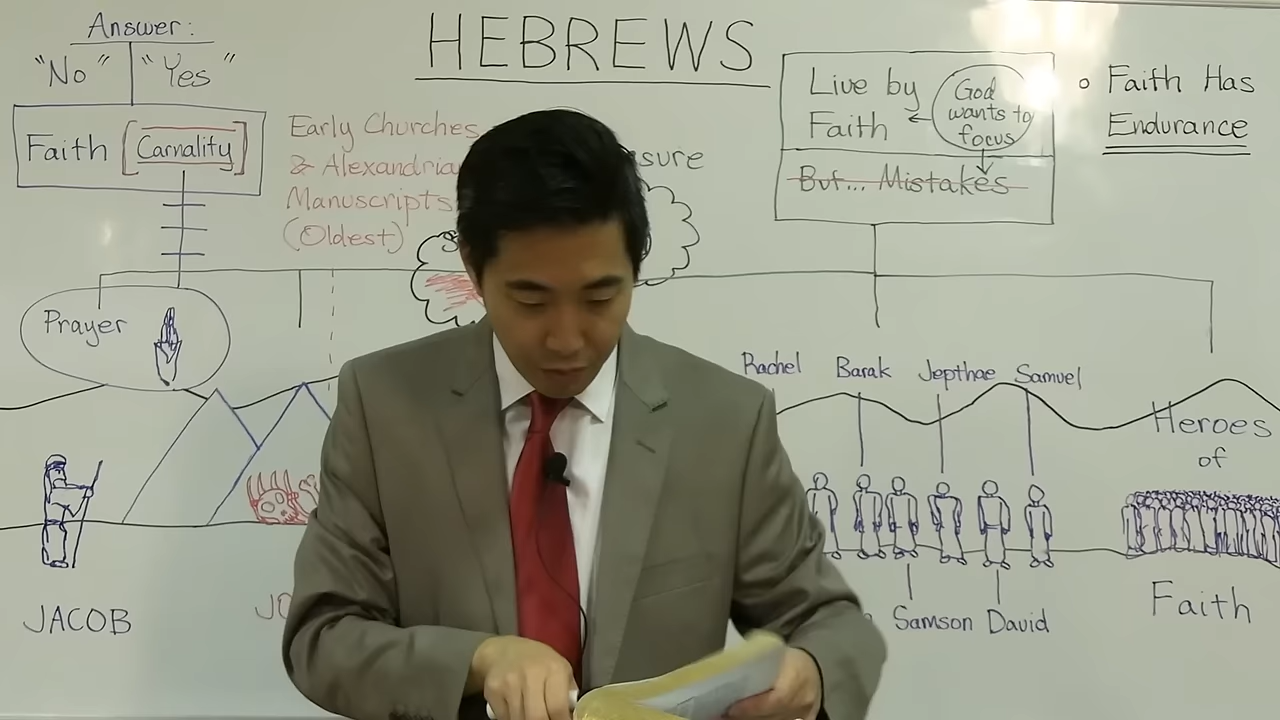 Answer:
"No" "Yes"
Faith [Carnality]
Early Churches
& Alexandria
Manuscripts
(Oldest)
HEBREWS
Live by
Faith
God
wants to
focus
But... Mistakes
Faith Has
Endurance
Prayer
Rachel Barak Jepthae Samuel
Heroes
of
Faith
JACOB
Samson David